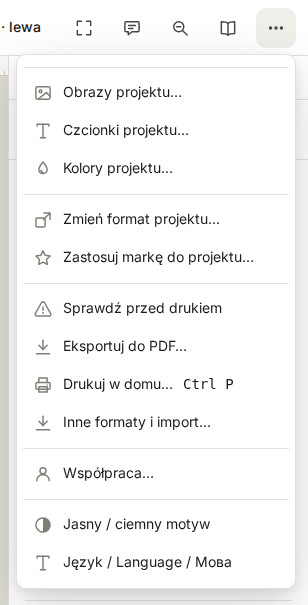 · lewa
Obrazy projektu...
Czcionki projektu...
Kolory projektu...
Zmień format projektu...
Zastosuj markę do projektu...
Sprawdź przed drukiem
Eksportuj do PDF...
Drukuj w domu... Ctrl P
Inne formaty i import...
Współpraca...
Jasny / ciemny motyw
Język / Language / Мова